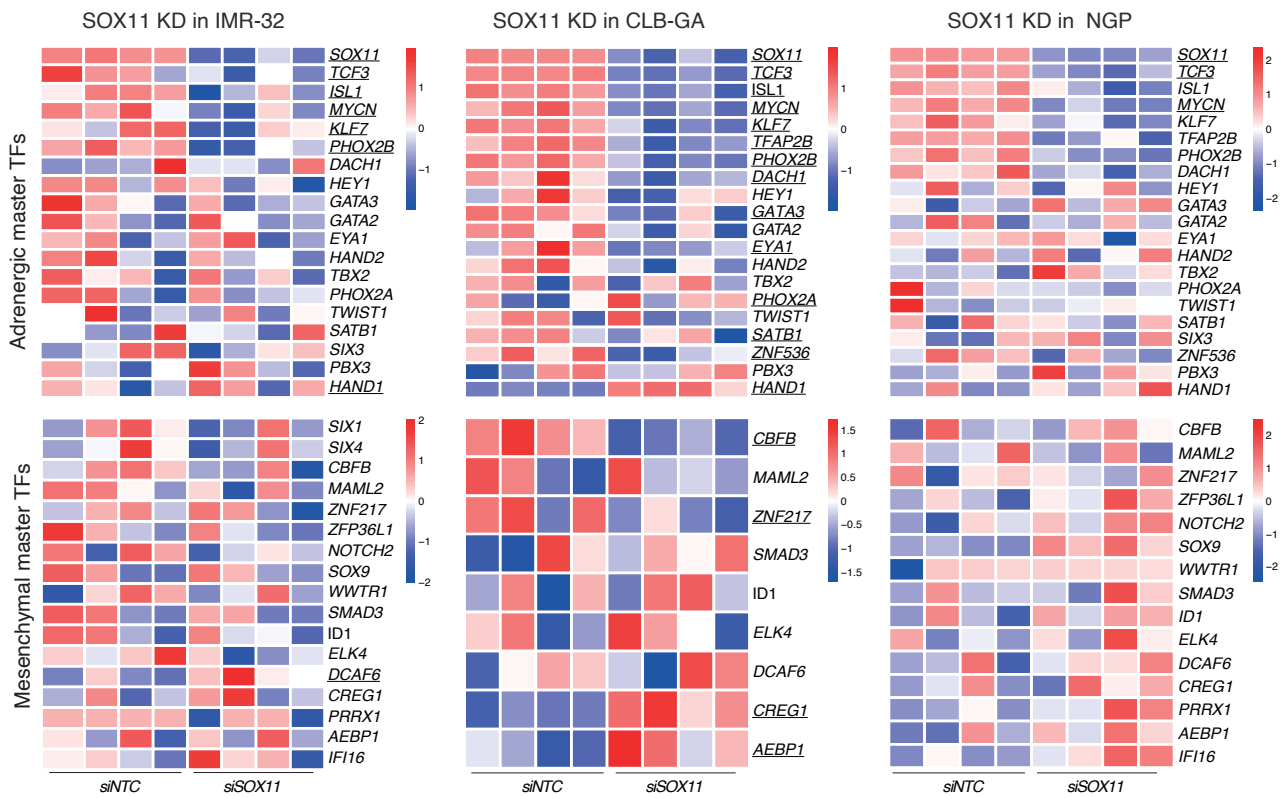 SOX11 KD in IMR-32
SOX11 KD in CLB-GA
SOX11 KD in NGP
Adrenergic master TFs
SOX11
TCF3
ISL1
MYCN
KLF7
PHOX2B
DACH1
HEY1
GATA3
GATA2
EYA1
HAND2
TBX2
PHOX2A
TWIST1
SATB1
SIX3
PBX3
HAND1
1
0
−1
SOX11
TCF3
ISL1
MYCN
KLF7
TFAP2B
PHOX2B
DACH1
HEY1
GATA3
GATA2
EYA1
HAND2
TBX2
PHOX2A
TWIST1
SATB1
ZNF536
PBX3
HAND1
1
0
−1
SOX11
TCF3
ISL1
MYCN
KLF7
TFAP2B
PHOX2B
DACH1
HEY1
GATA3
GATA2
EYA1
HAND2
TBX2
PHOX2A
TWIST1
SATB1
SIX3
ZNF536
PBX3
HAND1
2
1
0
−1
−2
Mesenchymal master TFs
SIX1
SIX4
CBFB
MAML2
ZNF217
ZFP36L1
NOTCH2
SOX9
WWTR1
SMAD3
ID1
ELK4
DCAF6
CREG1
PRRX1
AEBP1
IFI16
2
1
0
−1
−2
CBFB
MAML2
ZNF217
SMAD3
ID1
ELK4
DCAF6
CREG1
AEBP1
1.5
1
0.5
0
−0.5
−1
−1.5
CBFB
MAML2
ZNF217
ZFP36L1
NOTCH2
SOX9
WWTR1
SMAD3
ID1
ELK4
DCAF6
CREG1
PRRX1
AEBP1
IFI16
2
1
0
−1
−2
siNTC
siSOX11
siNTC
siSOX11
siNTC
siSOX11